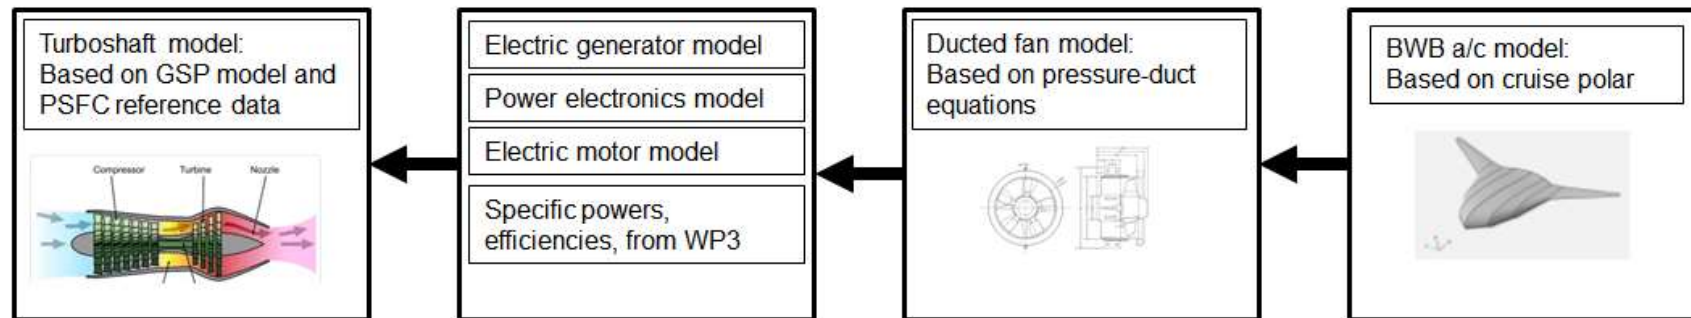 Turboshaft model:
Based on GSP model and
PSFC reference data
Compressor
Turbine
Nozzle
Electric generator model
Power electronics model
Electric motor model
Specific powers,
efficiencies, from WP3
Ducted fan model:
Based on pressure-duct
equations
BWB a/c model:
Based on cruise polar